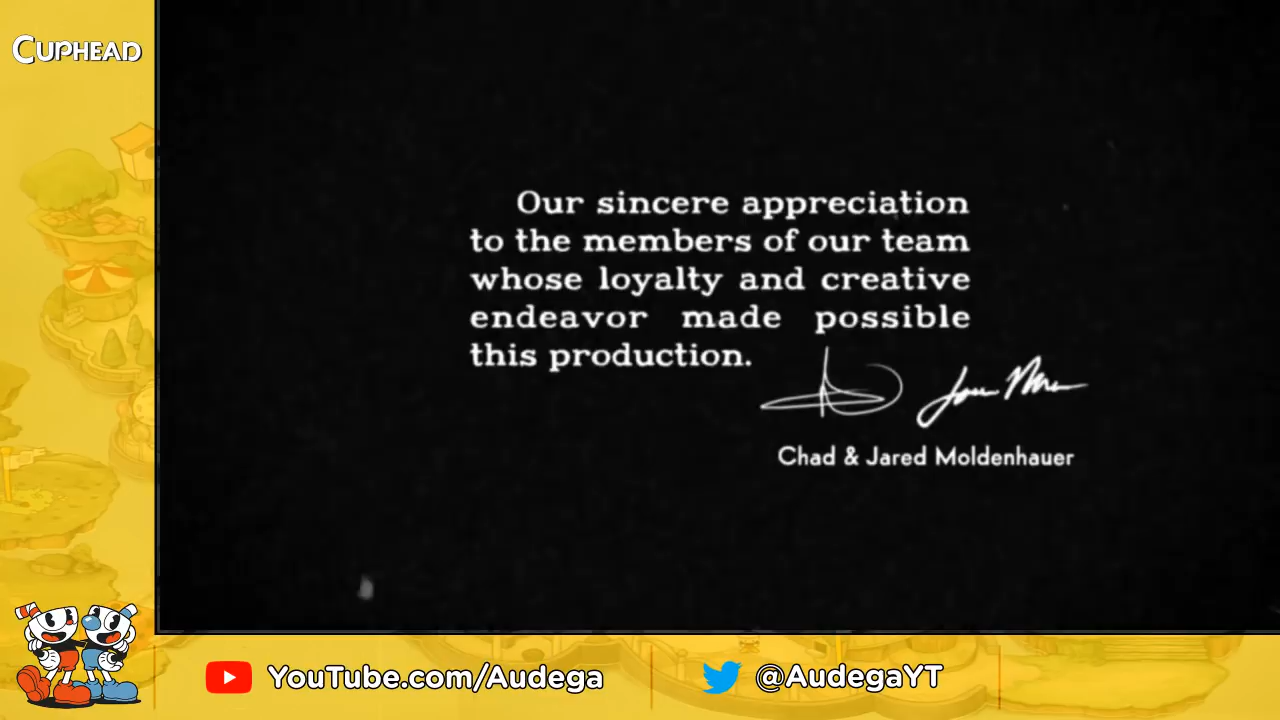 CUPHEAD
Our sincere appreciation
to the members of our team
whose loyalty and creative
endeavor made possible
this production.
Chad & Jared Moldenhauer
YouTube.com/Audega
@AudegaYT